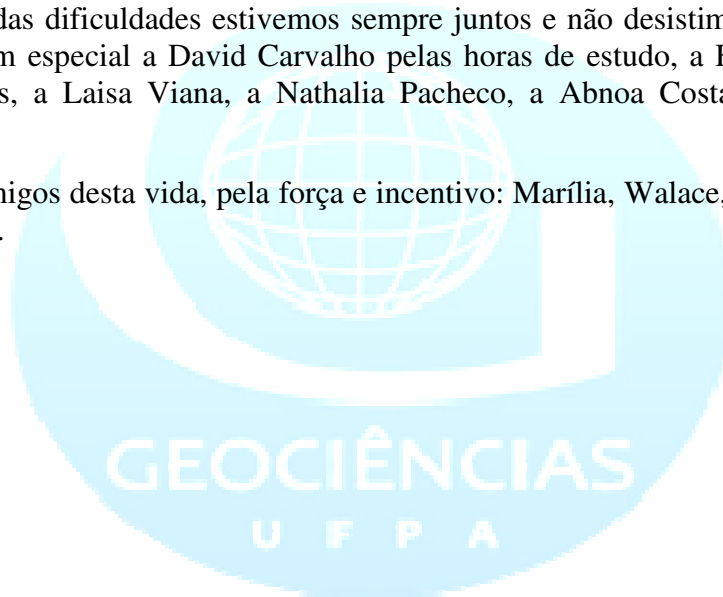 das dificuldades estivemos sempre juntos e não desistim
m especial a David Carvalho pelas horas de estudo, a
s, a Laisa Viana, a Nathalia Pacheco, a Abnoa Costa
nigos desta vida, pela força e incentivo: Marília, Walace,
.
GEOCIÊNCIAS
UFPA